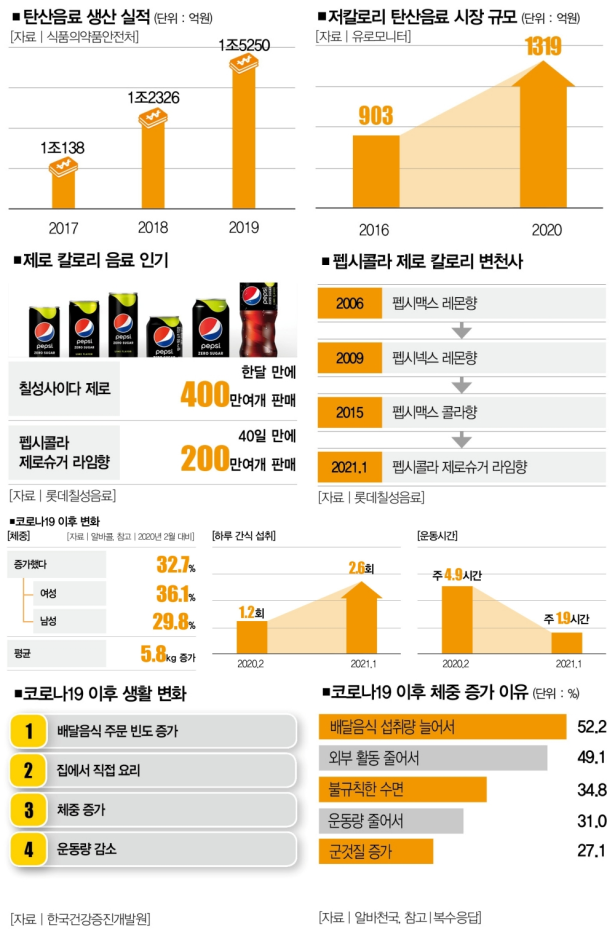 ■탄산음료 생산 실적 (단위 : 억원)
[자료 | 식품의약품안전처]
1조5250
1조2326
1조138
2017 2018 2019
■저칼로리 탄산음료 시장 규모 (단위 : 억원)
[자료 | 유로모니터]
1319
903
2016 2020
■제로 칼로리 음료 인기
pepsi
ZERO SUGAR
pepsi
ZERO SUGAR
pepsi
ZERO SUGAR
pepsi
ZERO SUGAR
pepsi
ZERO SUGAR
pepsi
칠성사이다 제로
한달 만에
400만여개 판매
펩시콜라
제로슈거 라임향
40일 만에
200만여개 판매
[자료 | 롯데칠성음료]
■펩시콜라 제로 칼로리 변천사
2006 펩시맥스 레몬향
2009 펩시넥스 레몬향
2015 펩시맥스 콜라향
2021.1 펩시콜라 제로슈거 라임향
[자료 | 롯데칠성음료]
■코로나19 이후 변화
[체중] [자료 | 알바콜, 참고 | 2020년 2월 대비]
증가했다 32.7%
여성 36.1%
남성 29.8%
평균 5.8kg 증가
[하루 간식 섭취]
2.6회
1.2회
2020.2 2021.1
[운동시간]
주 4.9시간
주 1.9시간
2020.2 2021.1
■코로나19 이후 생활 변화
1 배달음식 주문 빈도 증가
2 집에서 직접 요리
3 체중 증가
4 운동량 감소
[자료 | 한국건강증진개발원]
■코로나19 이후 체중 증가 이유 (단위 : %)
배달음식 섭취량 늘어서 52.2
외부 활동 줄어서 49.1
불규칙한 수면 34.8
운동량 줄어서 31.0
군것질 증가 27.1
[자료 | 알바천국, 참고 | 복수응답]